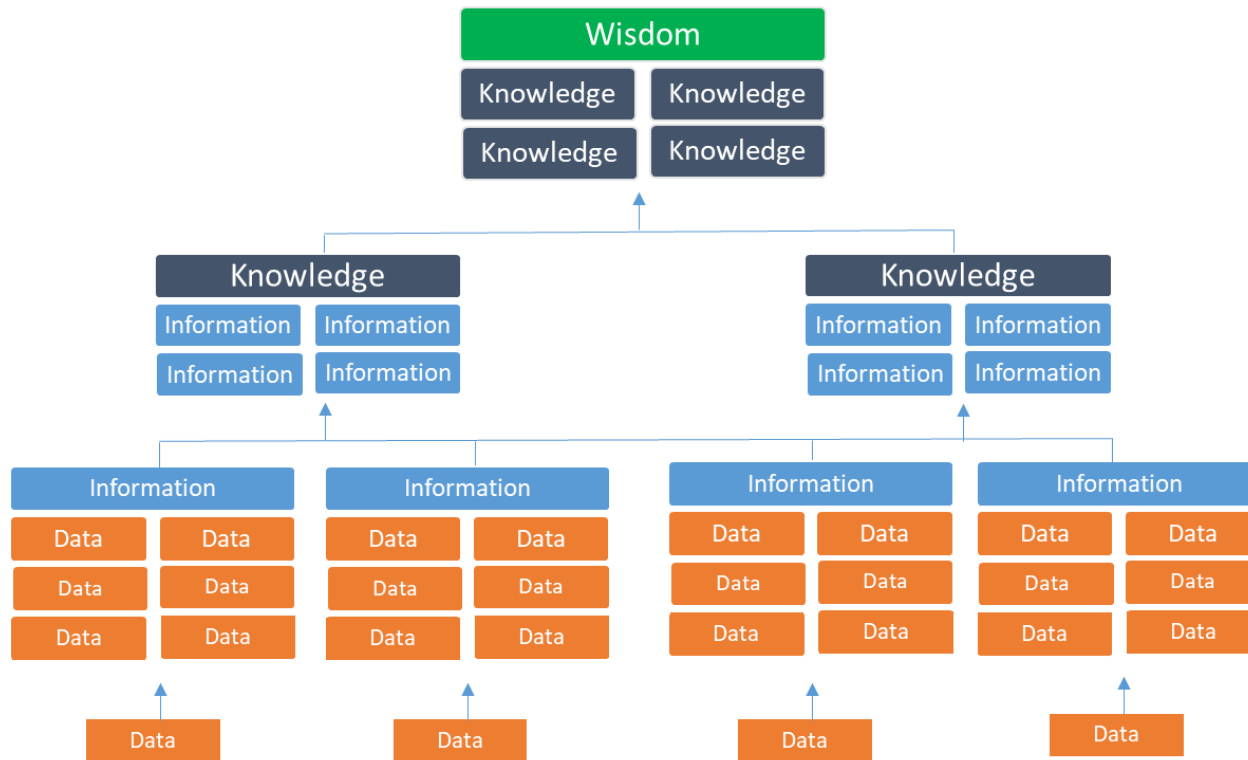 Wisdom
Knowledge Knowledge
Knowledge Knowledge
Knowledge Knowledge
Information Information Information Information
Information Information Information Information
Information Information Information Information
Data Data Data Data Data Data Data Data
Data Data Data Data Data Data Data Data
Data Data Data Data Data Data Data Data
Data Data Data Data